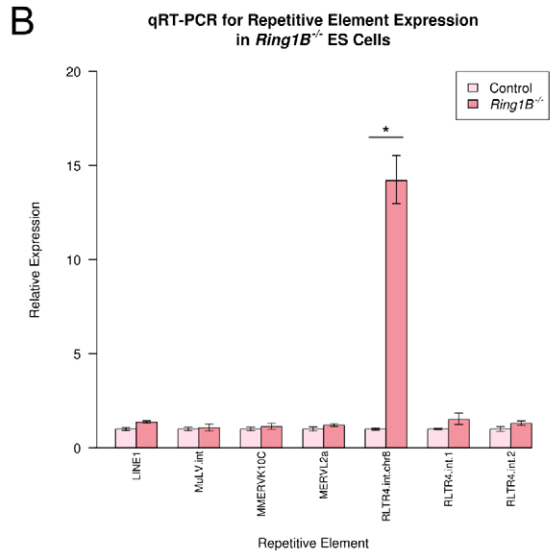 B
qRT-PCR for Repetitive Element Expression
in Ring1B-/- ES Cells
Control
Ring1B-/-
*
20
15
10
5
0
Relative Expression
LINE1
MuLV.int
MMERVK10C
MERVL2a
RLTR4.int.chr8
RLTR4.int.1
RLTR4.int.2
Repetitive Element